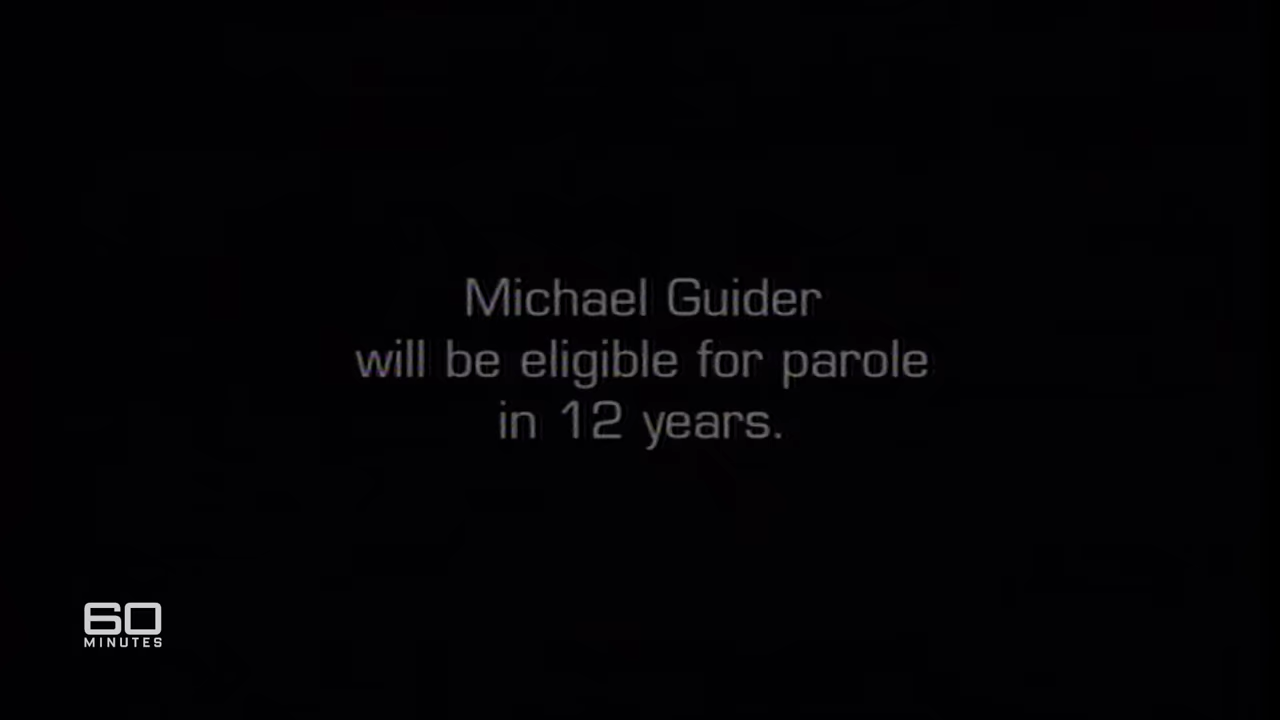 Michael Guider
will be eligible for parole
in 12 years.
60
MINUTES